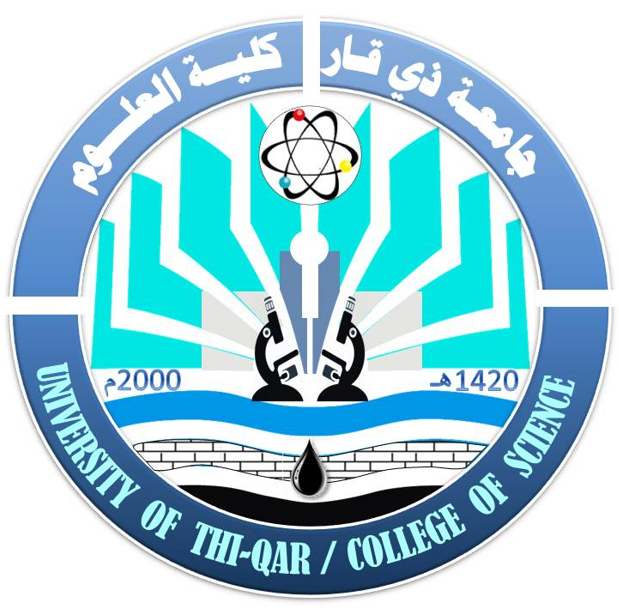 جامعة ذي قار
كلية العلوم
1420هـ
2000م
UNIVERSITY OF THI-QAR / COLLEGE OF SCIENCE